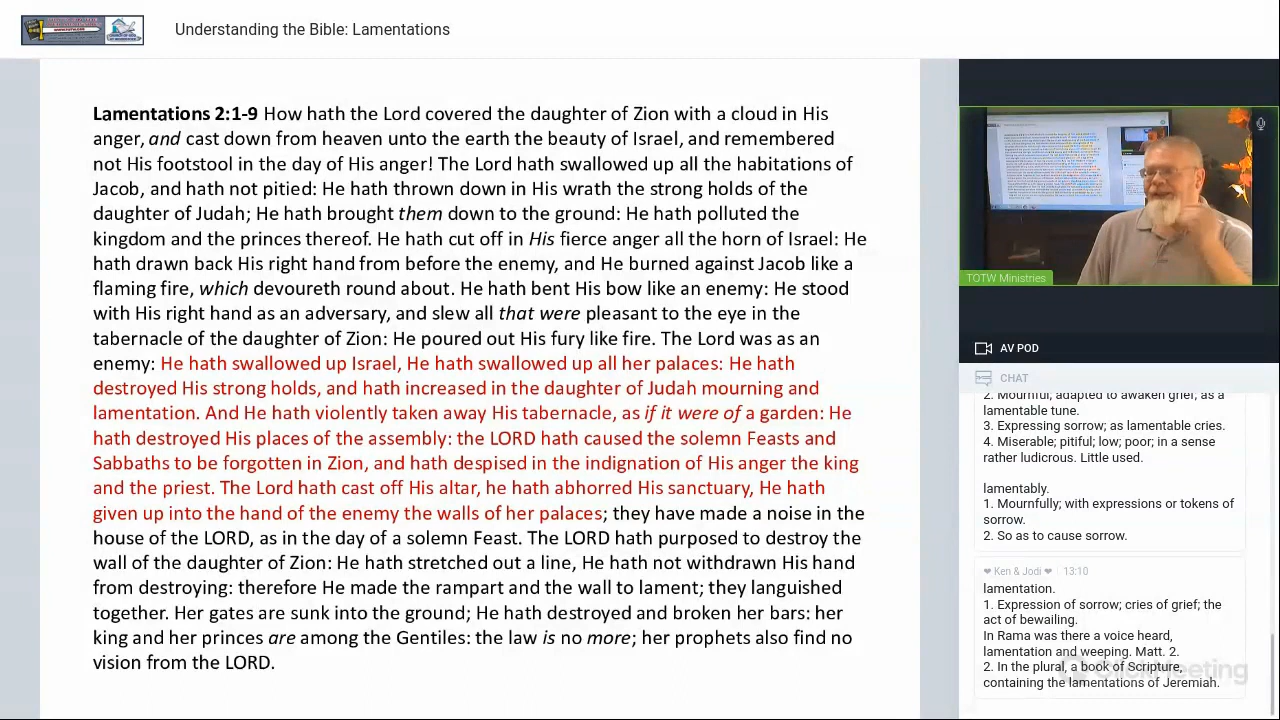 Understanding the Bible: Lamentations
Lamentations 2:1-9 How hath the Lord covered the daughter of Zion with a cloud in His
anger, and cast down from heaven unto the earth the beauty of Israel, and remembered
not His footstool in the day of His anger! The Lord hath swallowed up all the habitations of
Jacob, and hath not pitied: He hath thrown down in His wrath the strong holds of the
daughter of Judah; He hath brought them down to the ground: He hath polluted the
kingdom and the princes thereof. He hath cut off in His fierce anger all the horn of Israel: He
hath drawn back His right hand from before the enemy, and He burned against Jacob like a
flaming fire, which devoureth round about. He hath bent His bow like an enemy: He stood
with His right hand as an adversary, and slew all that were pleasant to the eye in the
tabernacle of the daughter of Zion: He poured out His fury like fire. The Lord was as an
enemy: He hath swallowed up Israel, He hath swallowed up all her palaces: He hath
destroyed His strong holds, and hath increased in the daughter of Judah mourning and
lamentation. And He hath violently taken away His tabernacle, as if it were of a garden: He
hath destroyed His places of the assembly: the LORD hath caused the solemn Feasts and
Sabbaths to be forgotten in Zion, and hath despised in the indignation of His anger the king
and the priest. The Lord hath cast off His altar, he hath abhorred His sanctuary, He hath
given up into the hand of the enemy the walls of her palaces; they have made a noise in the
house of the LORD, as in the day of a solemn Feast. The LORD hath purposed to destroy the
wall of the daughter of Zion: He hath stretched out a line, He hath not withdrawn His hand
from destroying: therefore He made the rampart and the wall to lament; they languished
together. Her gates are sunk into the ground; He hath destroyed and broken her bars: her
king and her princes are among the Gentiles: the law is no more; her prophets also find no
vision from the LORD.
TOTW Ministries
AV POD
CHAT
2. Mournful; adapted to awaken grief; as a
lamentable tune.
3. Expressing sorrow; as lamentable cries.
4. Miserable; pitiful; low; poor; in a sense
rather ludicrous. Little used.
lamentably.
1. Mournfully; with expressions or tokens of
sorrow.
2. So as to cause sorrow.
❤ Ken & Jodi ❤ 13:10
lamentation.
1. Expression of sorrow; cries of grief; the
act of bewailing.
In Rama was there a voice heard,
lamentation and weeping. Matt. 2.
2. In the plural, a book of Scripture,
containing the lamentations of Jeremiah.
ClickMeeting